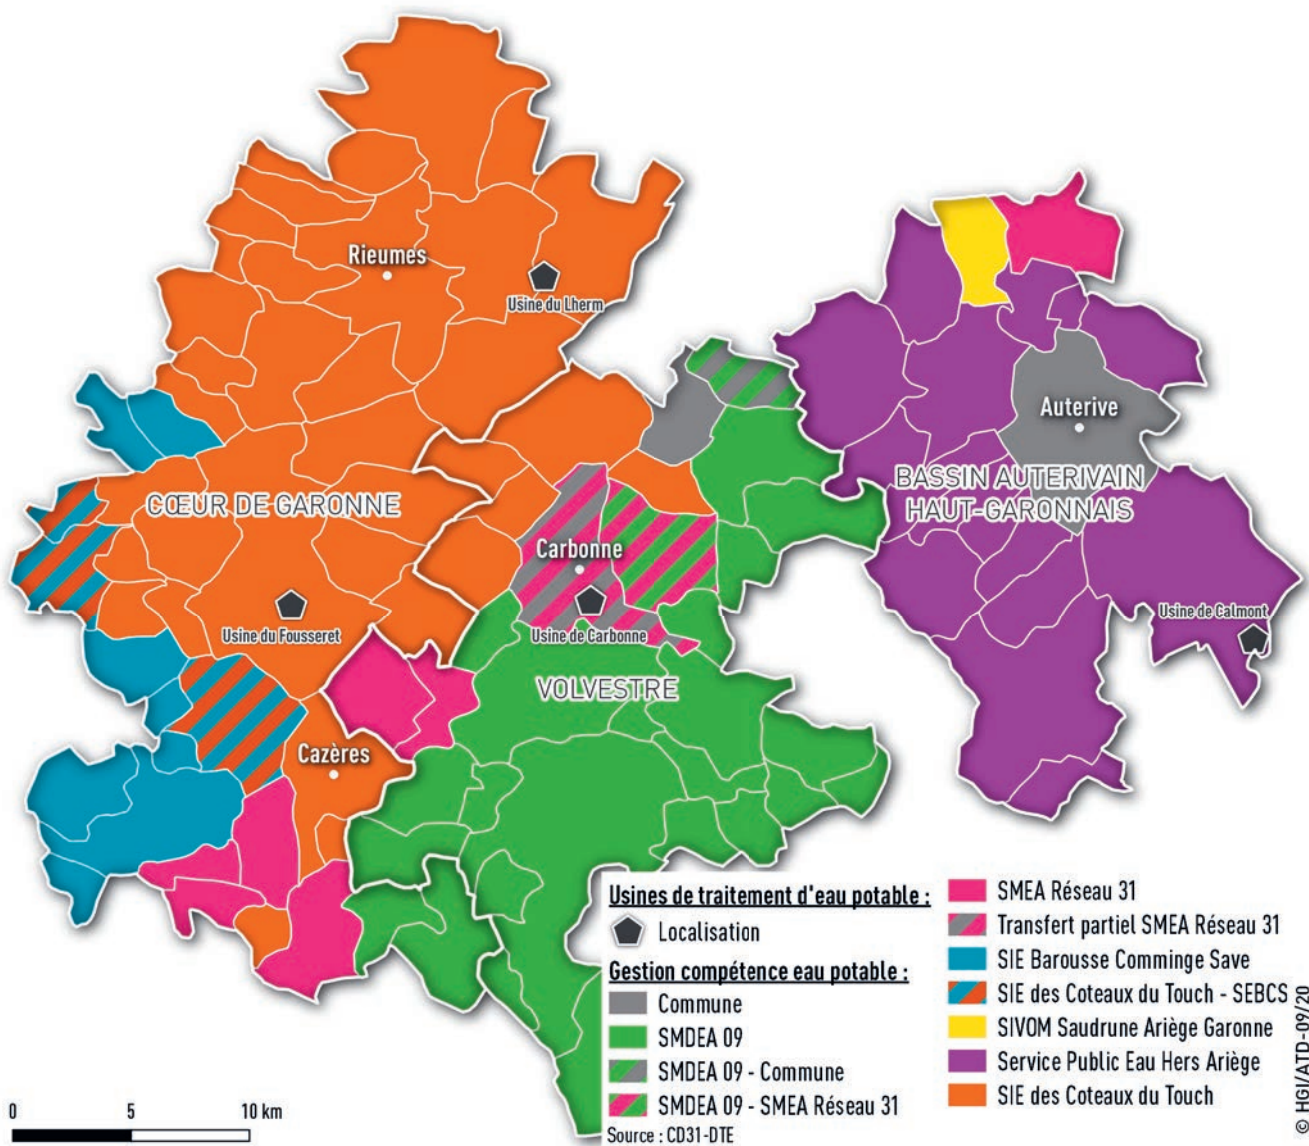 Rieumes
Usine du Lherm
Auterive
CŒUR DE GARONNE
BASSIN AUTERIVAIN
HAUT-GARONNAIS
Carbonne
Usine du Fousseret
Usine de Carbonne
Usine de Calmont
VOLVESTRE
Cazères
Usines de traitement d'eau potable :
Localisation
Gestion compétence eau potable :
Commune
SMDEA 09
SMDEA 09 - Commune
SMDEA 09 - SMEA Réseau 31
Source : CD31-DTE
SMEA Réseau 31
Transfert partiel SMEA Réseau 31
SIE Barousse Comminge Save
SIE des Coteaux du Touch - SEBCS
SIVOM Saudrune Ariège Garonne
Service Public Eau Hers Ariège
SIE des Coteaux du Touch
0 5 10 km
© HGI/ATD-09/20